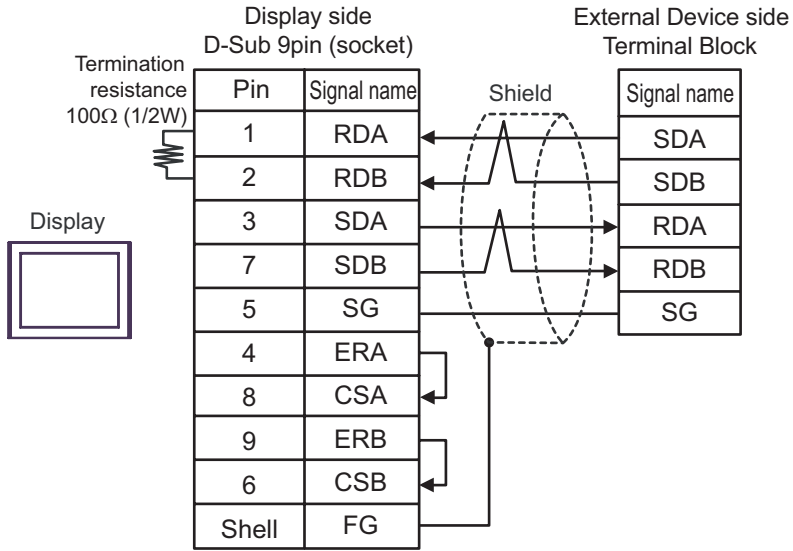 Display side
D-Sub 9pin (socket)
External Device side
Terminal Block
Termination
resistance
100Ω (1/2W)
Pin Signal name
Shield
Signal name
1 RDA
SDA
2 RDB
SDB
Display
3 SDA
RDA
7 SDB
RDB
5 SG
SG
4 ERA
8 CSA
9 ERB
6 CSB
Shell FG